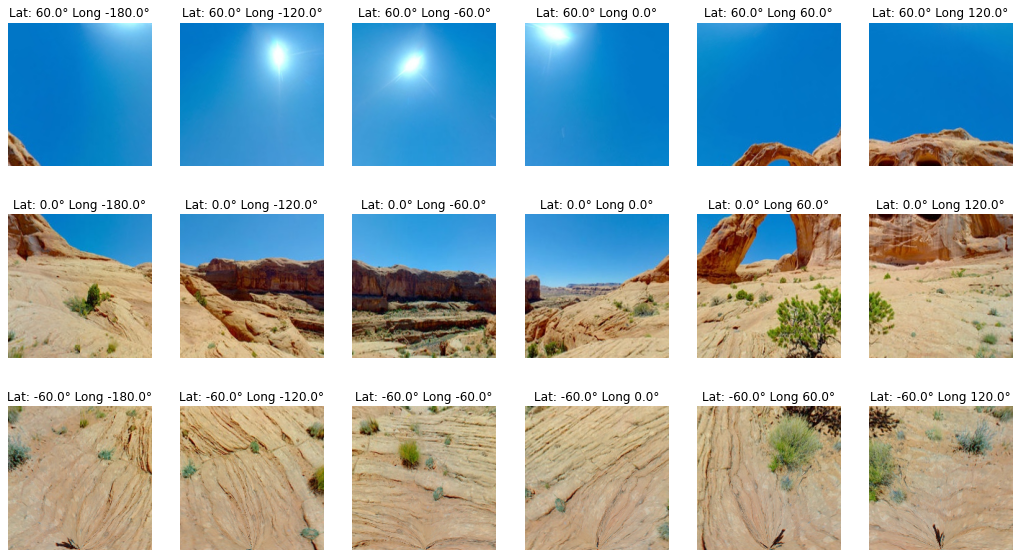 Lat: 60.0° Long -180.0°
Lat: 60.0° Long -120.0°
Lat: 60.0° Long -60.0°
Lat: 60.0° Long 0.0°
Lat: 60.0° Long 60.0°
Lat: 60.0° Long 120.0°
Lat: 0.0° Long -180.0°
Lat: 0.0° Long -120.0°
Lat: 0.0° Long -60.0°
Lat: 0.0° Long 0.0°
Lat: 0.0° Long 60.0°
Lat: 0.0° Long 120.0°
Lat: -60.0° Long -180.0°
Lat: -60.0° Long -120.0°
Lat: -60.0° Long -60.0°
Lat: -60.0° Long 0.0°
Lat: -60.0° Long 60.0°
Lat: -60.0° Long 120.0°